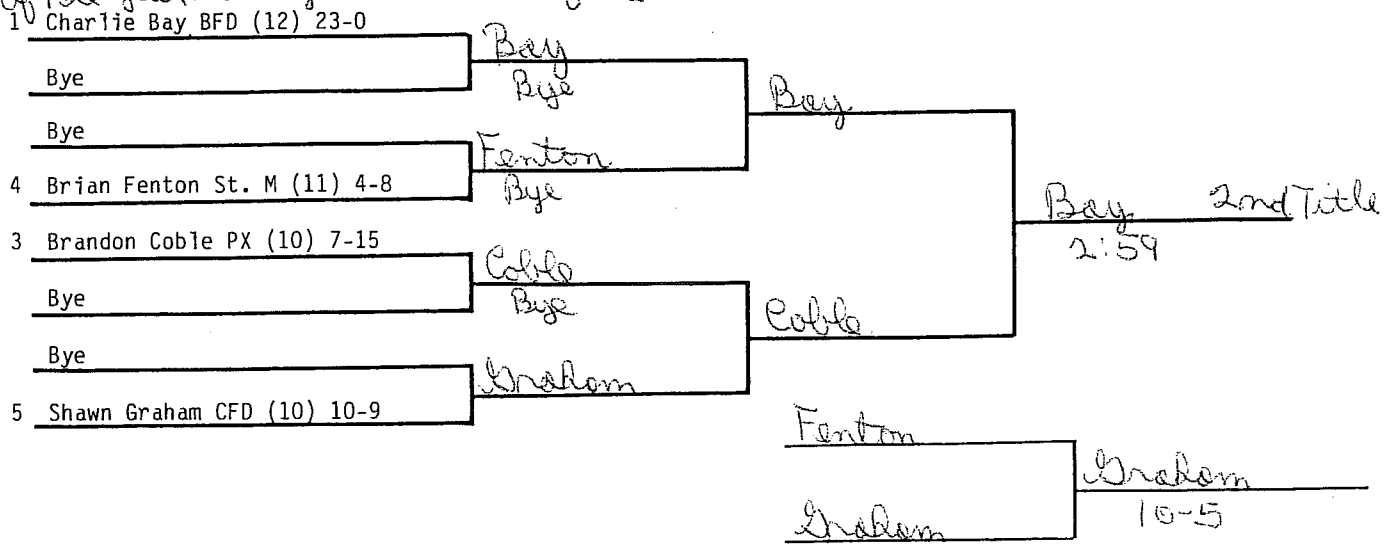 1 Charlie Bay BFD (12) 23-0
Bye
Bye
4 Brian Fenton St. M (11) 4-8
3 Brandon Coble PX (10) 7-15
Bye
Bye
5 Shawn Graham CFD (10) 10-9
Bay
Bye
Fenton
Bye
Coble
Bye
Graham
Bay
Coble
Bay 2nd Title
2:59
Fenton
Graham
Graham
10-5